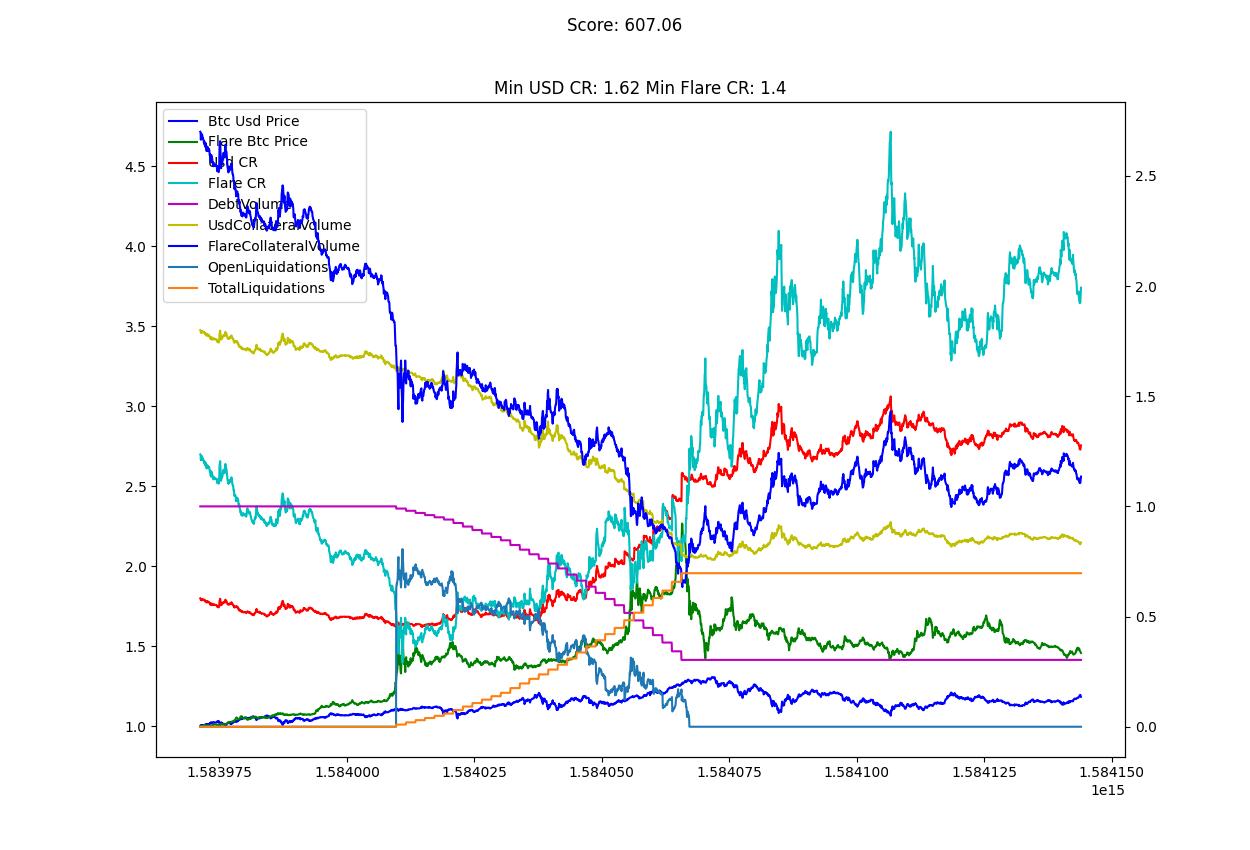 Score: 607.06
Min USD CR: 1.62 Min Flare CR: 1.4
Btc Usd Price
Flare Btc Price
Usd CR
Flare CR
DebtVolume
UsdCollateralVolume
FlareCollateralVolume
OpenLiquidations
TotalLiquidations
4.5
4.0
3.5
3.0
2.5
2.0
1.5
1.0
2.5
2.0
1.5
1.0
0.5
0.0
1.583975
1.584000
1.584025
1.584050
1.584075
1.584100
1.584125
1.584150
1e15